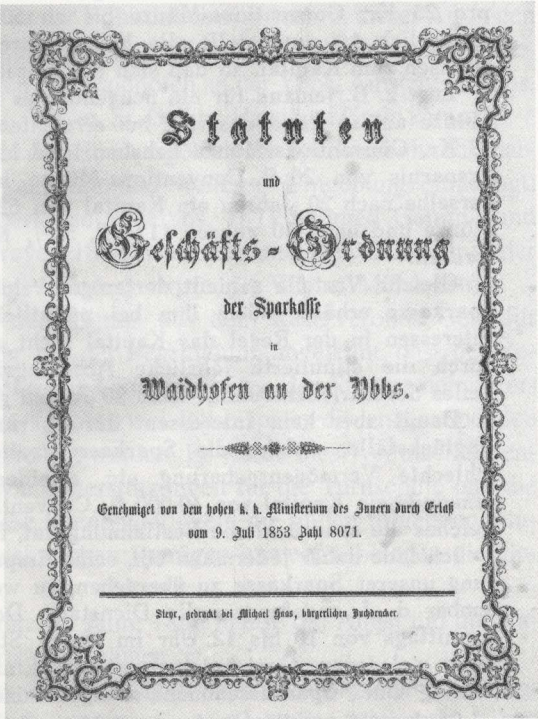 Statuten
und
Geschäfts-Ordnung
der Sparkasse
in
Waidhofen an der Ybbs.
Genehmiget von dem hohen k. k. Ministerium des Innern durch Erlaß
vom 9. Juli 1853 Zahl 8071.
Steyr, gedruckt bei Michael Haas, bürgerlichen Buchdrucker.